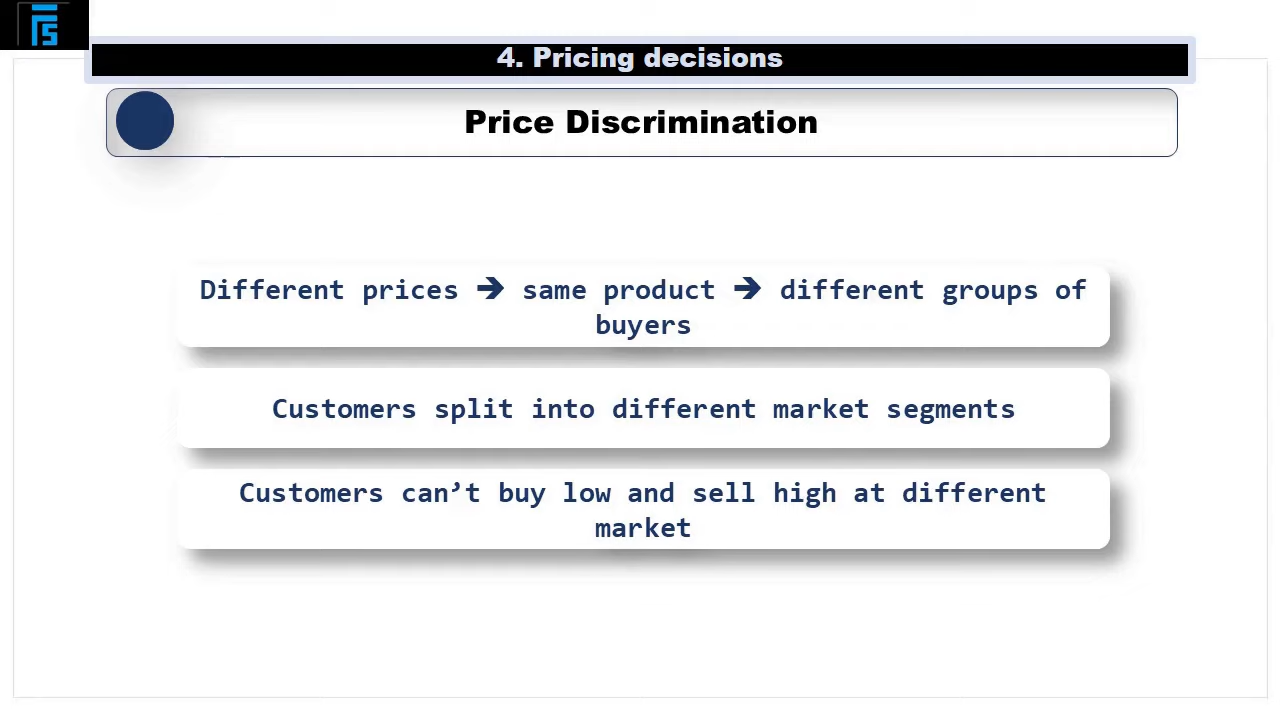 4. Pricing decisions
Price Discrimination
Different prices 🡺 same product 🡺 different groups of
buyers
Customers split into different market segments
Customers can’t buy low and sell high at different
market